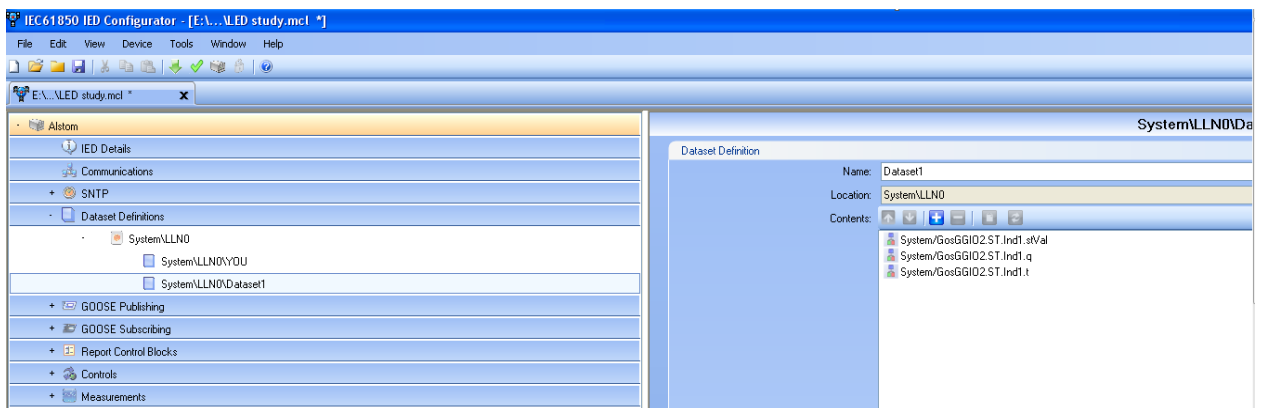 IEC61850 IED Configurator - [E:\...\LED study.mcl *]
File Edit View Device Tools Window Help
E:\...\LED study.mcl *
Alstom
IED Details
Communications
SNTP
Dataset Definitions
System\LLN0
System\LLN0\YOU
System\LLN0\Dataset1
GOOSE Publishing
GOOSE Subscribing
Report Control Blocks
Controls
Measurements
System\LLN0\Da
Dataset Definition
Name: Dataset1
Location: System\LLN0
Contents:
System/GosGGIO2.ST.Ind1.stVal
System/GosGGIO2.ST.Ind1.q
System/GosGGIO2.ST.Ind1.t